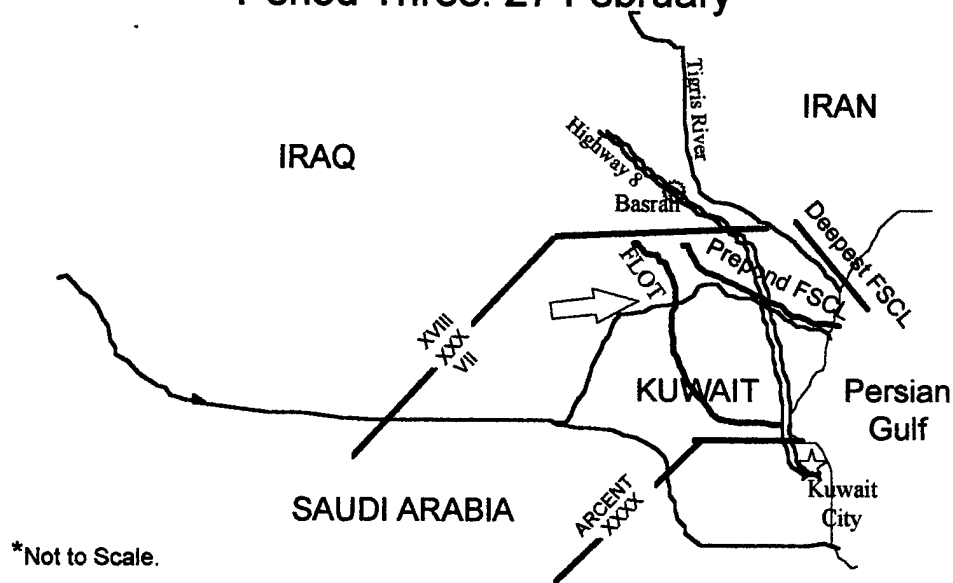 Period Three: 27 February
IRAN
Tigris River
IRAQ
Highway 8
Basrah
Deepest FSCL
Prepond FSCL
FLOT
XVIII
XXX
VII
KUWAIT
Persian
Gulf
SAUDI ARABIA
ARCENT
XXXX
Kuwait
City
*Not to Scale.